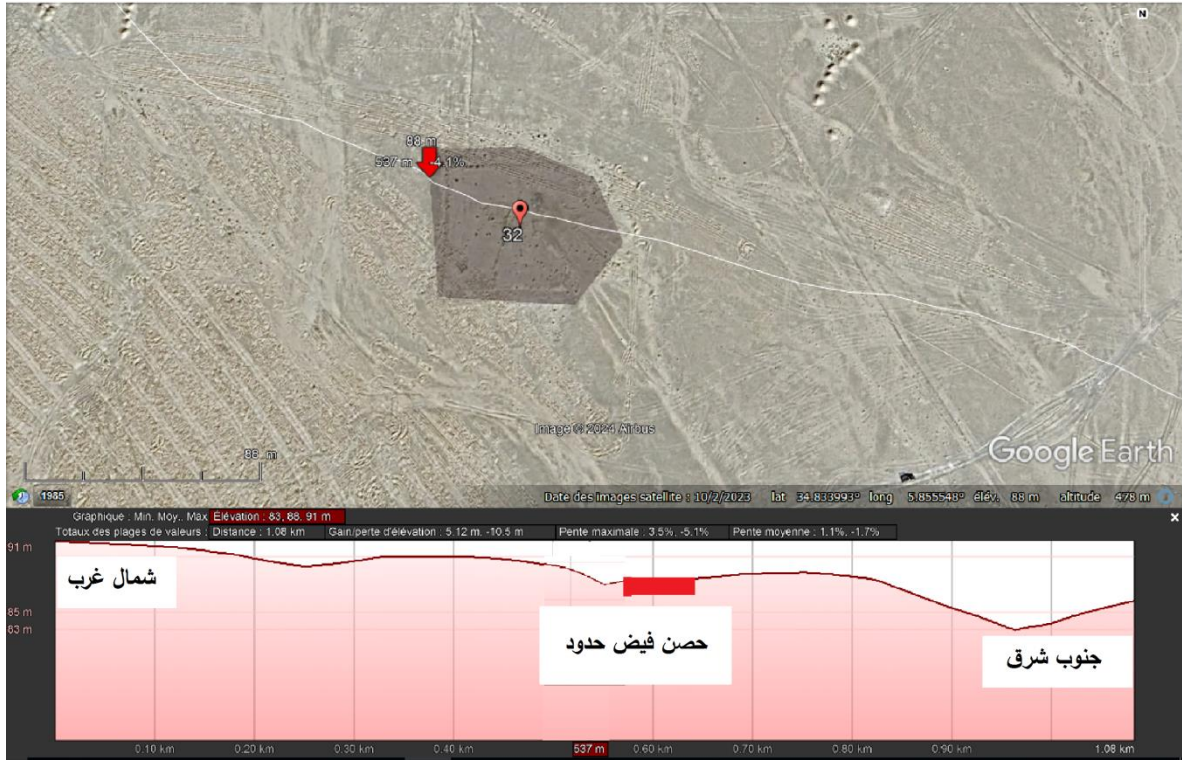 N
88 m
537 m -4.1%
32
Image © 2024 Airbus
88 m
Google Earth
1985
Date des images satellite : 10/2/2023 lat 34.833993° long 5.855548° élév. 88 m altitude 478 m
Graphique : Min. Moy.. Max Élévation : 83, 88. 91 m
Totaux des plages de valeurs : Distance : 1.08 km Gain/perte d'élévation : 5.12 m. -10.5 m Pente maximale : 3.5%. -5.1% Pente moyenne : 1.1%. -1.7%
91 m
85 m
83 m
شمال غرب
حصن فيض حدود
جنوب شرق
0.10 km 0.20 km 0.30 km 0.40 km 537 m 0.60 km 0.70 km 0.80 km 0.90 km 1.08 km